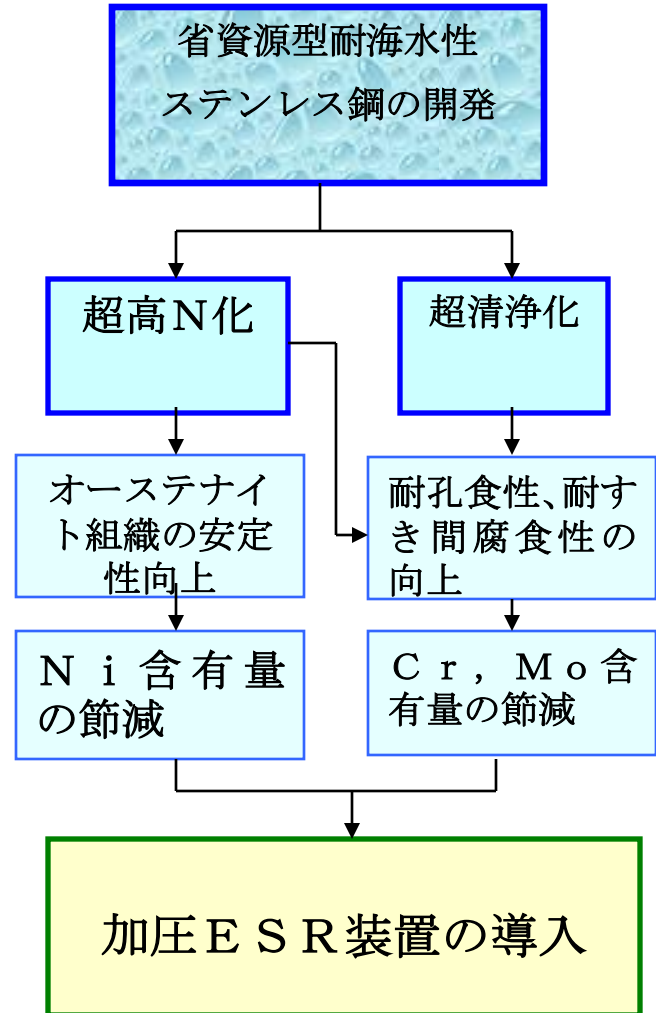 省資源型耐海水性
ステンレス鋼の開発
超高Ｎ化
超清浄化
オーステナイ
ト組織の安定
性向上
耐孔食性、耐す
き間腐食性の
向上
Ｎｉ含有量
の節減
Ｃｒ，Ｍｏ含
有量の節減
加圧ＥＳＲ装置の導入